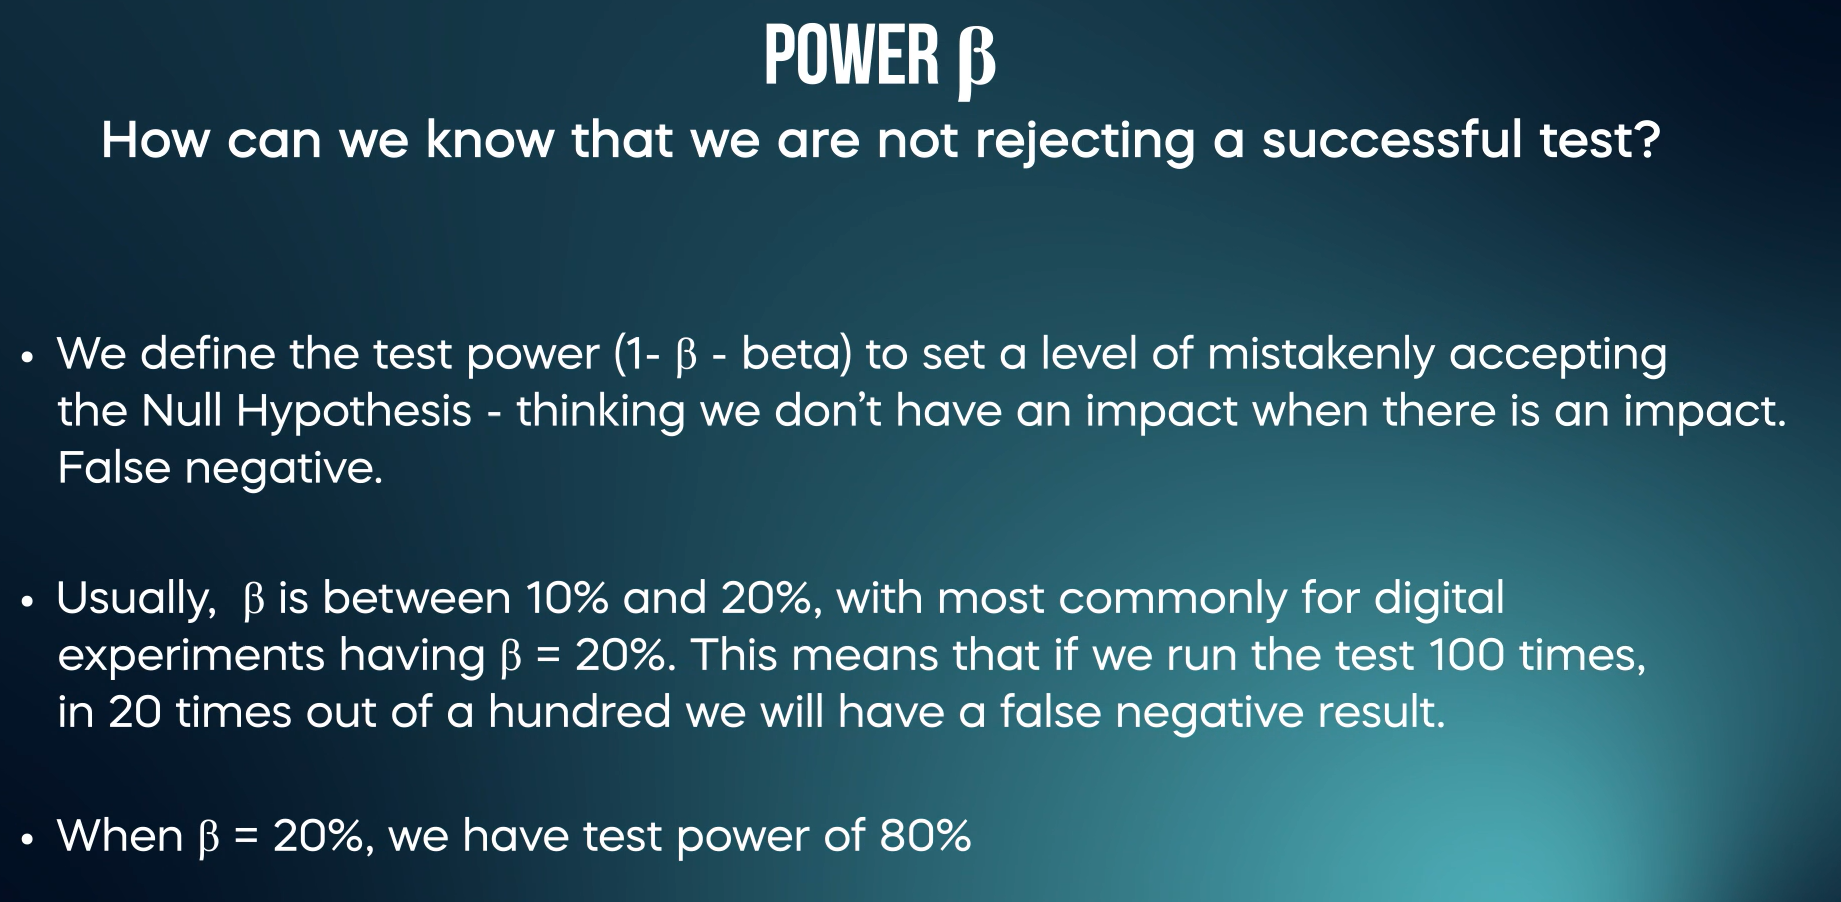 POWER β
How can we know that we are not rejecting a successful test?
• We define the test power (1- β - beta) to set a level of mistakenly accepting
the Null Hypothesis - thinking we don’t have an impact when there is an impact.
False negative.
• Usually, β is between 10% and 20%, with most commonly for digital
experiments having β = 20%. This means that if we run the test 100 times,
in 20 times out of a hundred we will have a false negative result.
• When β = 20%, we have test power of 80%